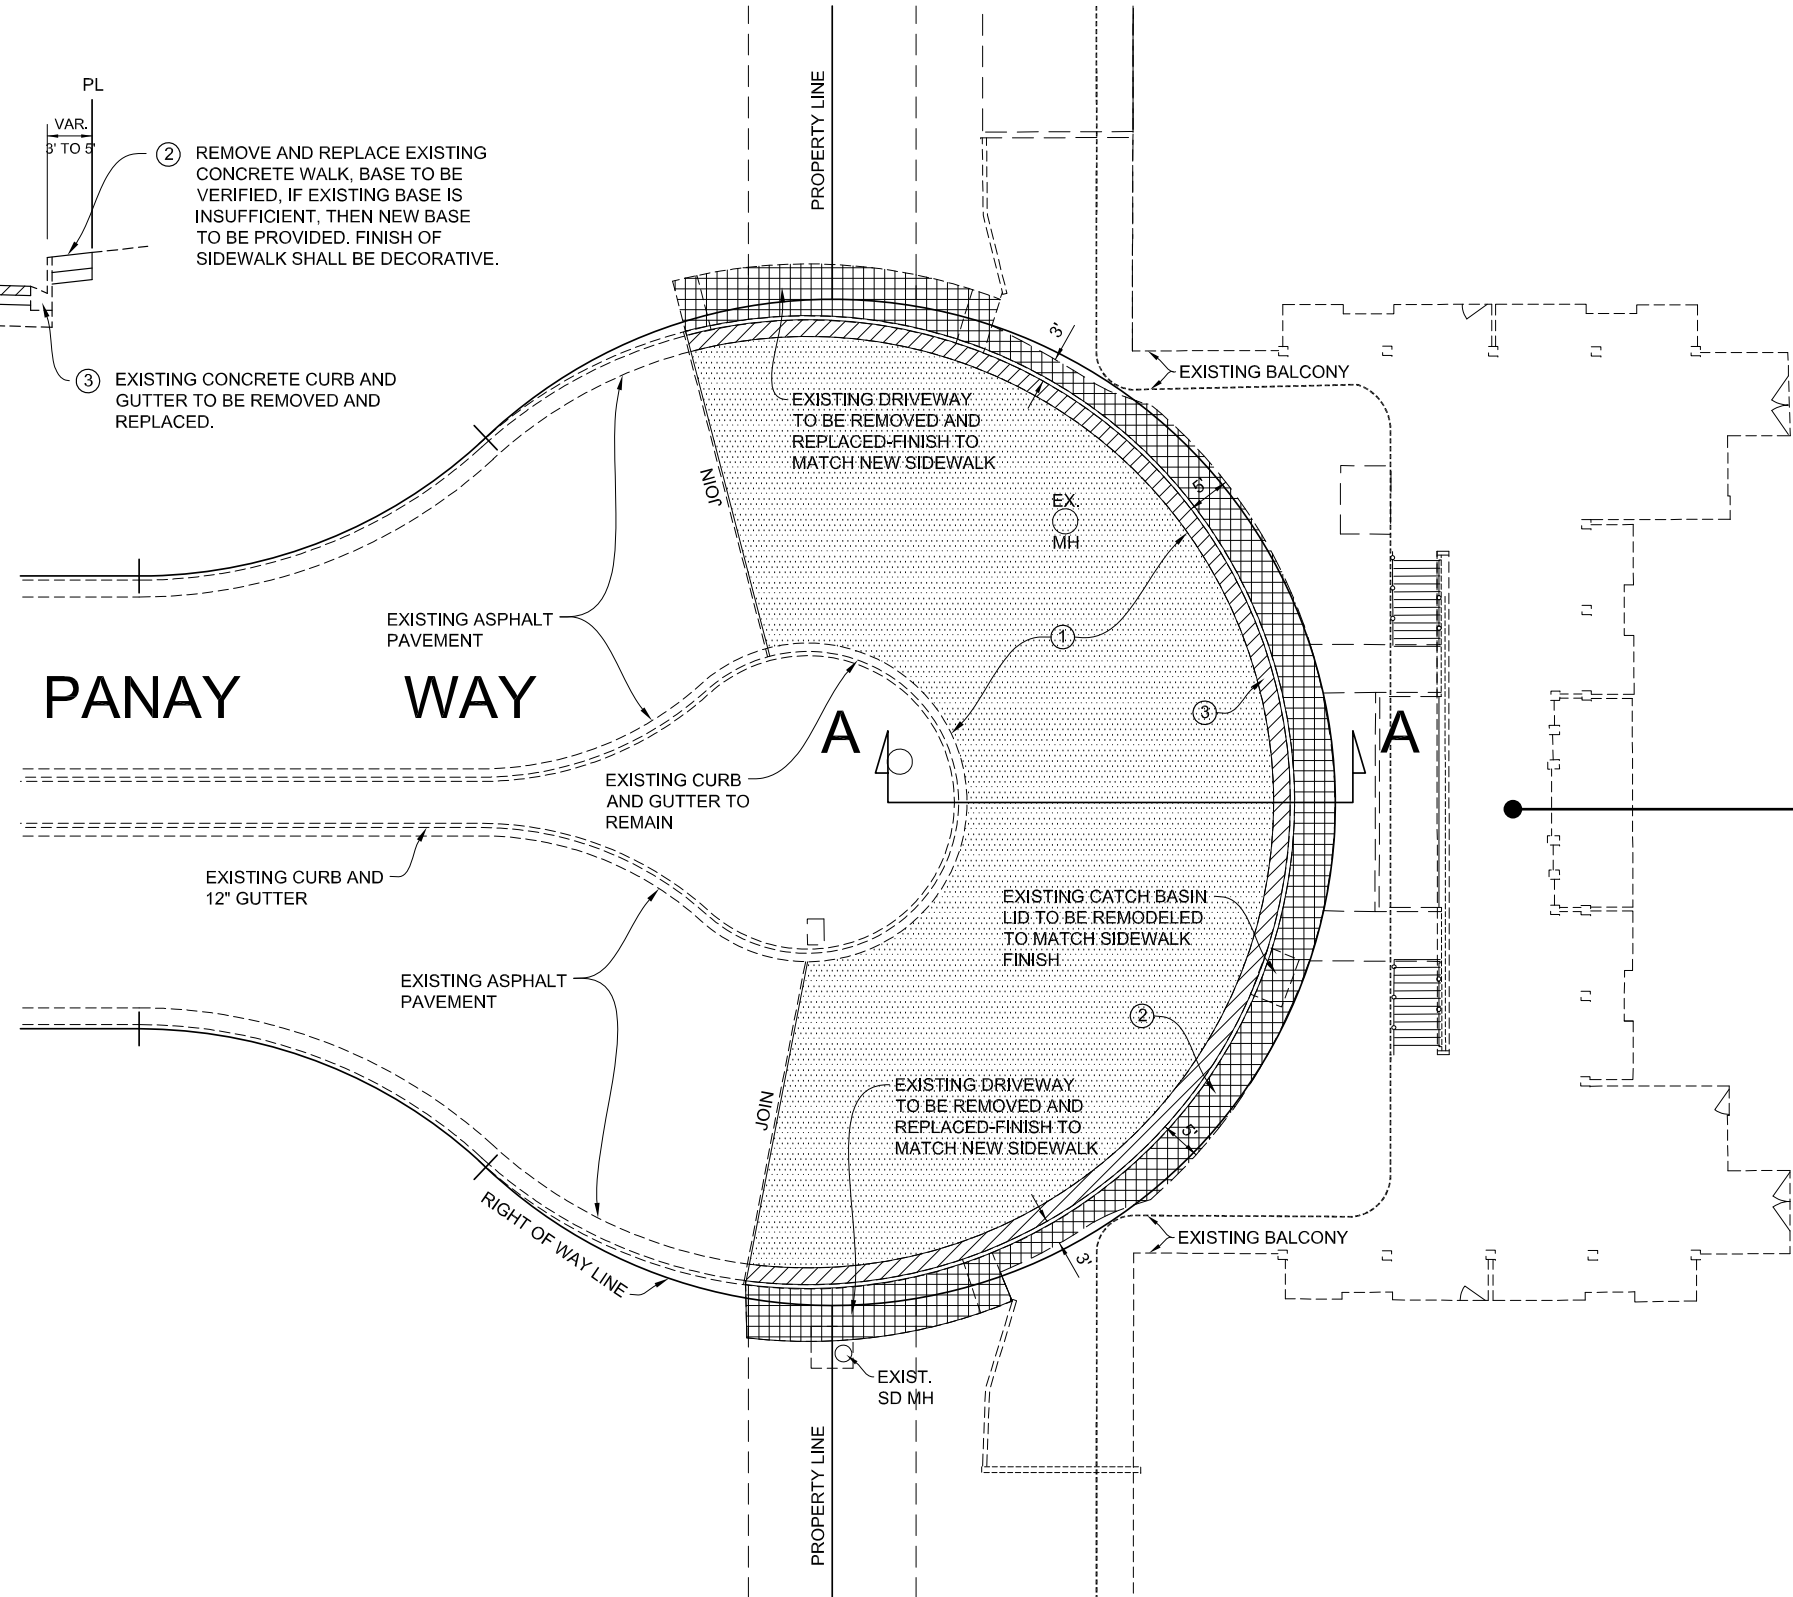 PL
VAR.
3' TO 5'
2
REMOVE AND REPLACE EXISTING
CONCRETE WALK, BASE TO BE
VERIFIED, IF EXISTING BASE IS
INSUFFICIENT, THEN NEW BASE
TO BE PROVIDED. FINISH OF
SIDEWALK SHALL BE DECORATIVE.
3
EXISTING CONCRETE CURB AND
GUTTER TO BE REMOVED AND
REPLACED.
PROPERTY LINE
3'
EXISTING BALCONY
EXISTING DRIVEWAY
TO BE REMOVED AND
REPLACED-FINISH TO
MATCH NEW SIDEWALK
JOIN
EX.
MH
5'
EXISTING ASPHALT
PAVEMENT
1
PANAY WAY
3
A
A
EXISTING CURB
AND GUTTER TO
REMAIN
EXISTING CURB AND
12" GUTTER
EXISTING CATCH BASIN
LID TO BE REMODELED
TO MATCH SIDEWALK
FINISH
EXISTING ASPHALT
PAVEMENT
2
EXISTING DRIVEWAY
TO BE REMOVED AND
REPLACED-FINISH TO
MATCH NEW SIDEWALK
JOIN
5'
RIGHT OF WAY LINE
3'
EXISTING BALCONY
EXIST.
SD MH
PROPERTY LINE